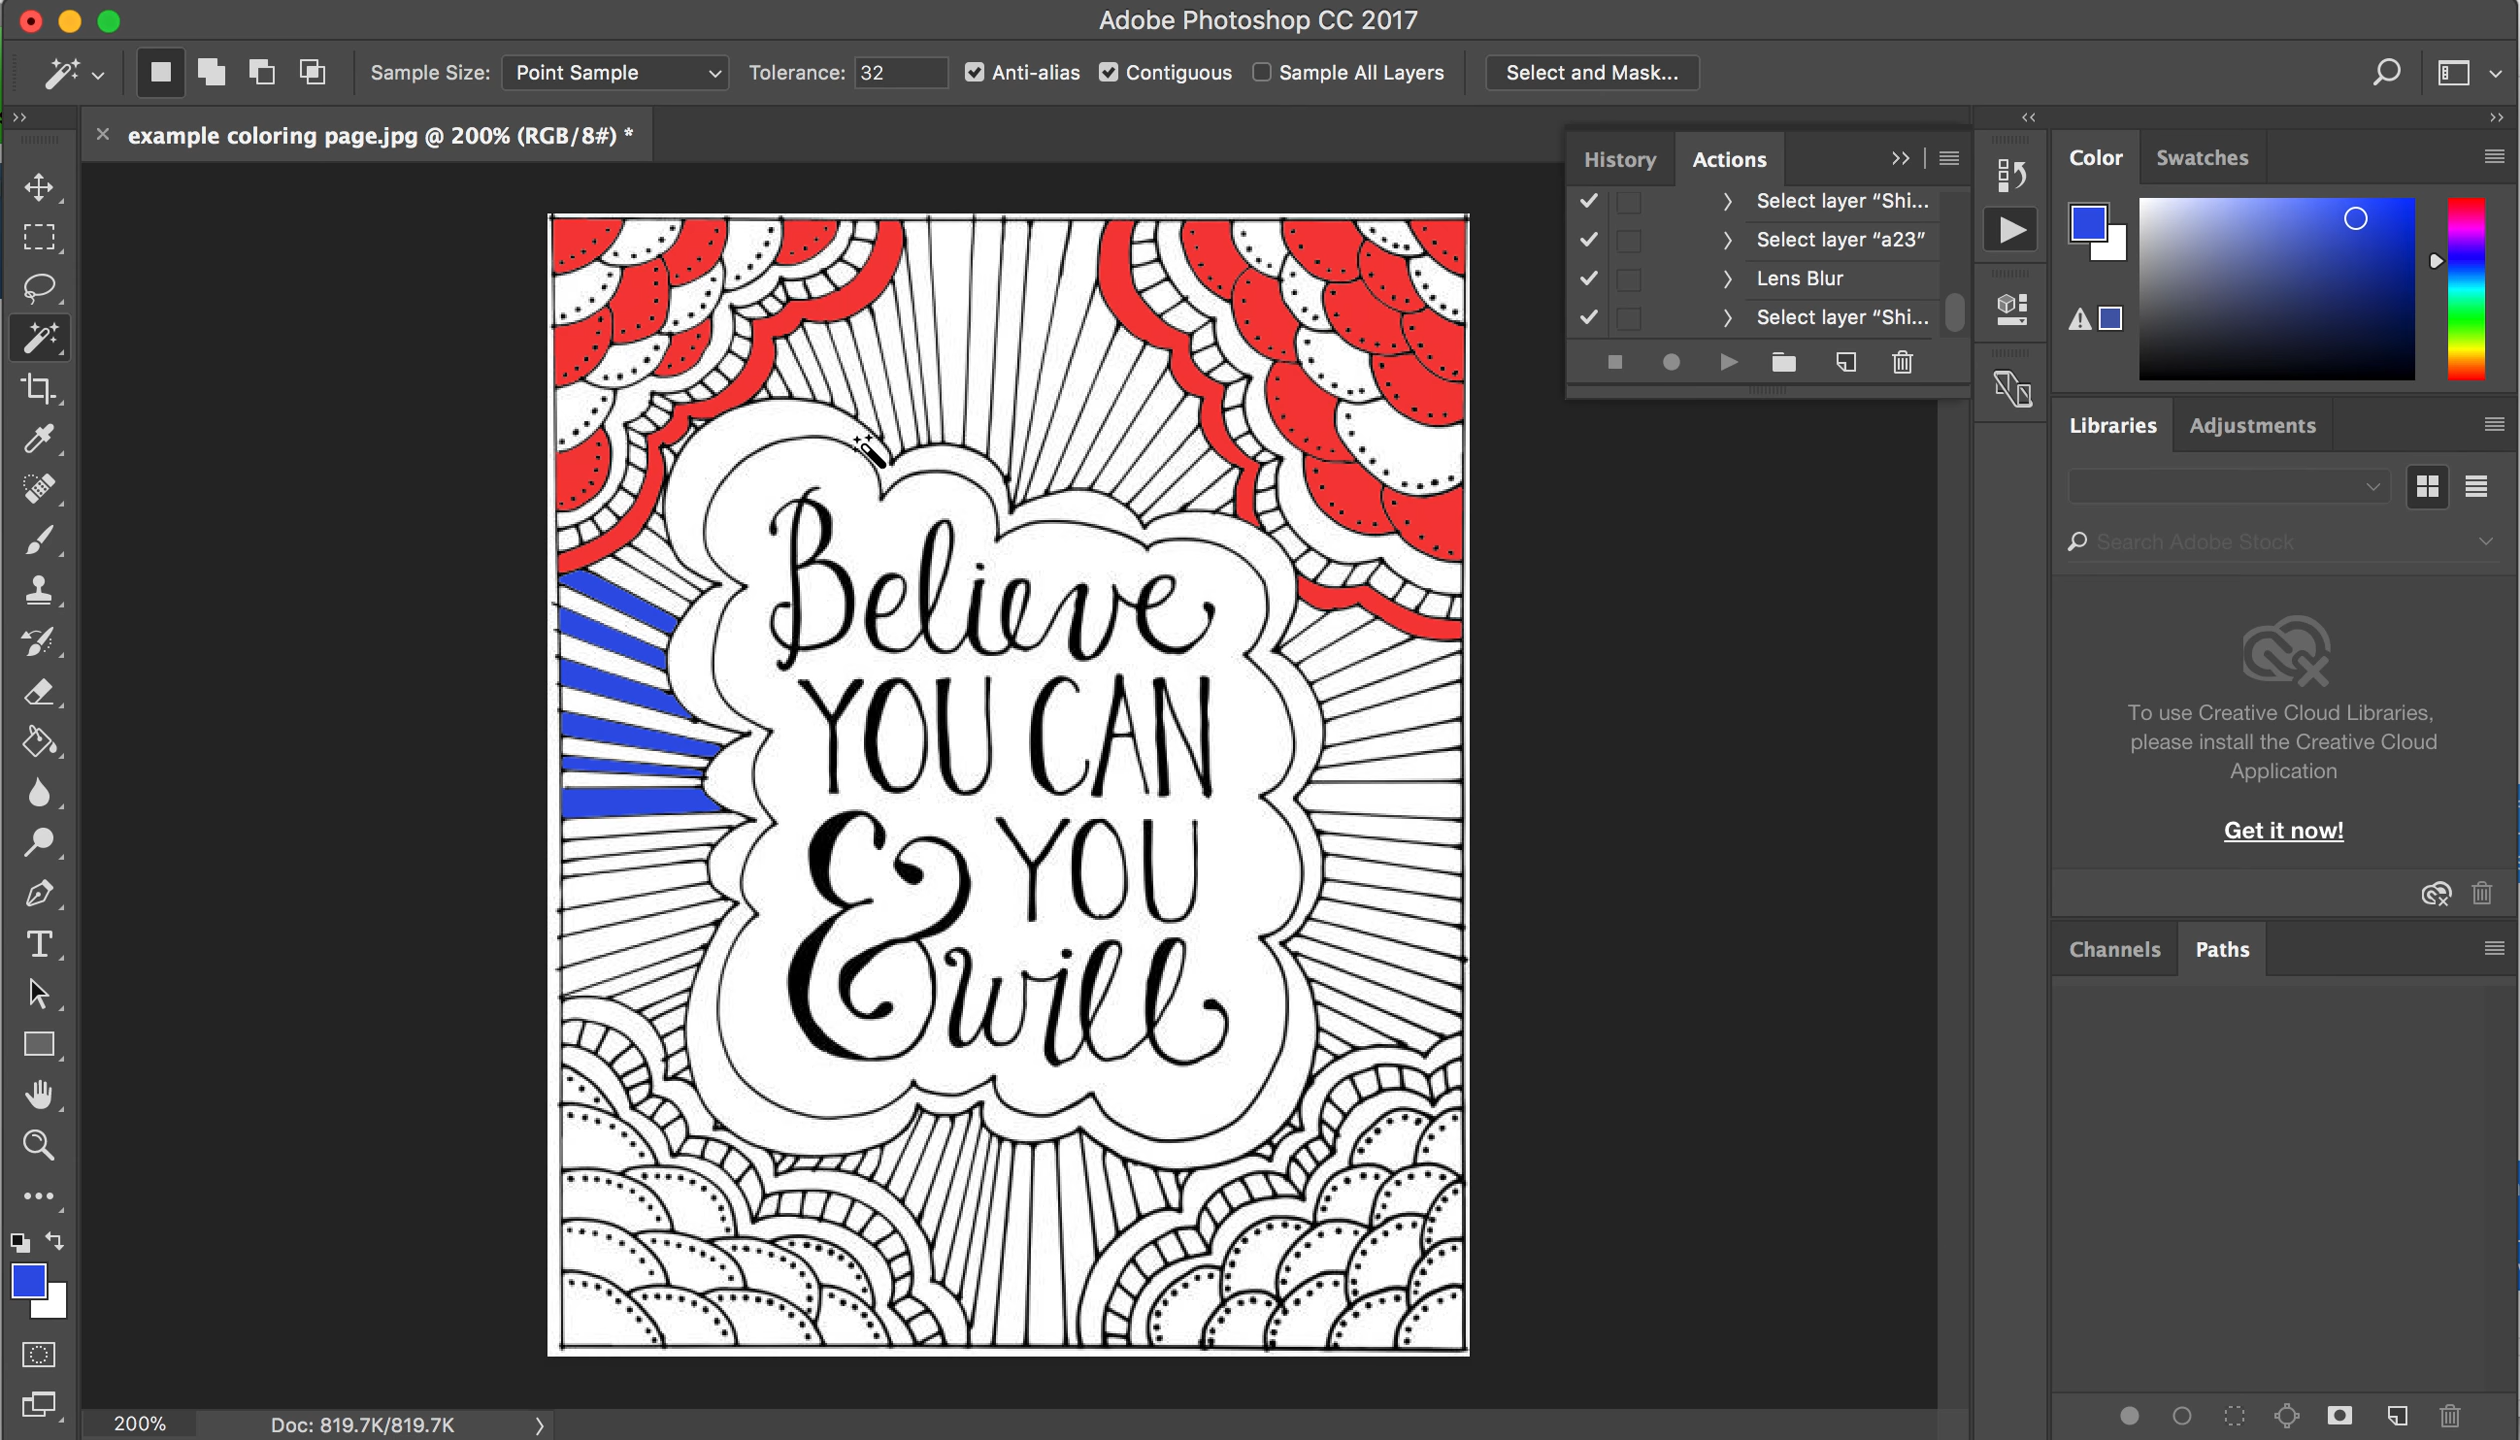 Adobe Photoshop CC 2017
Sample Size: Point Sample Tolerance: 32 Anti-alias Contiguous Sample All Layers Select and Mask...
example coloring page.jpg @ 200% (RGB/8#) *
History Actions
Select layer “Shi...
Select layer “a23”
Lens Blur
Select layer “Shi...
Color Swatches
Libraries Adjustments
Search Adobe Stock
To use Creative Cloud Libraries,
please install the Creative Cloud
Application
Get it now!
Channels Paths
Believe
YOU CAN
& YOU
will
200% Doc: 819.7K/819.7K